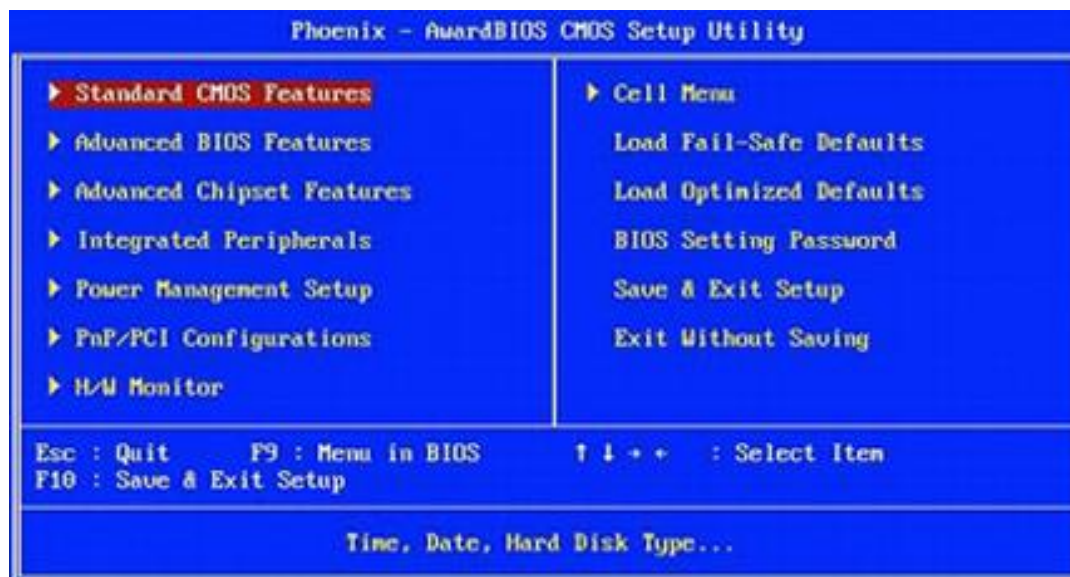 Phoenix - AwardBIOS CMOS Setup Utility
Standard CMOS Features
Advanced BIOS Features
Advanced Chipset Features
Integrated Peripherals
Power Management Setup
PnP/PCI Configurations
H/W Monitor
Cell Menu
Load Fail-Safe Defaults
Load Optimized Defaults
BIOS Setting Password
Save & Exit Setup
Exit Without Saving
Esc : Quit F9 : Menu in BIOS ↑ ↓ → ← : Select Item
F10 : Save & Exit Setup
Time, Date, Hard Disk Type...